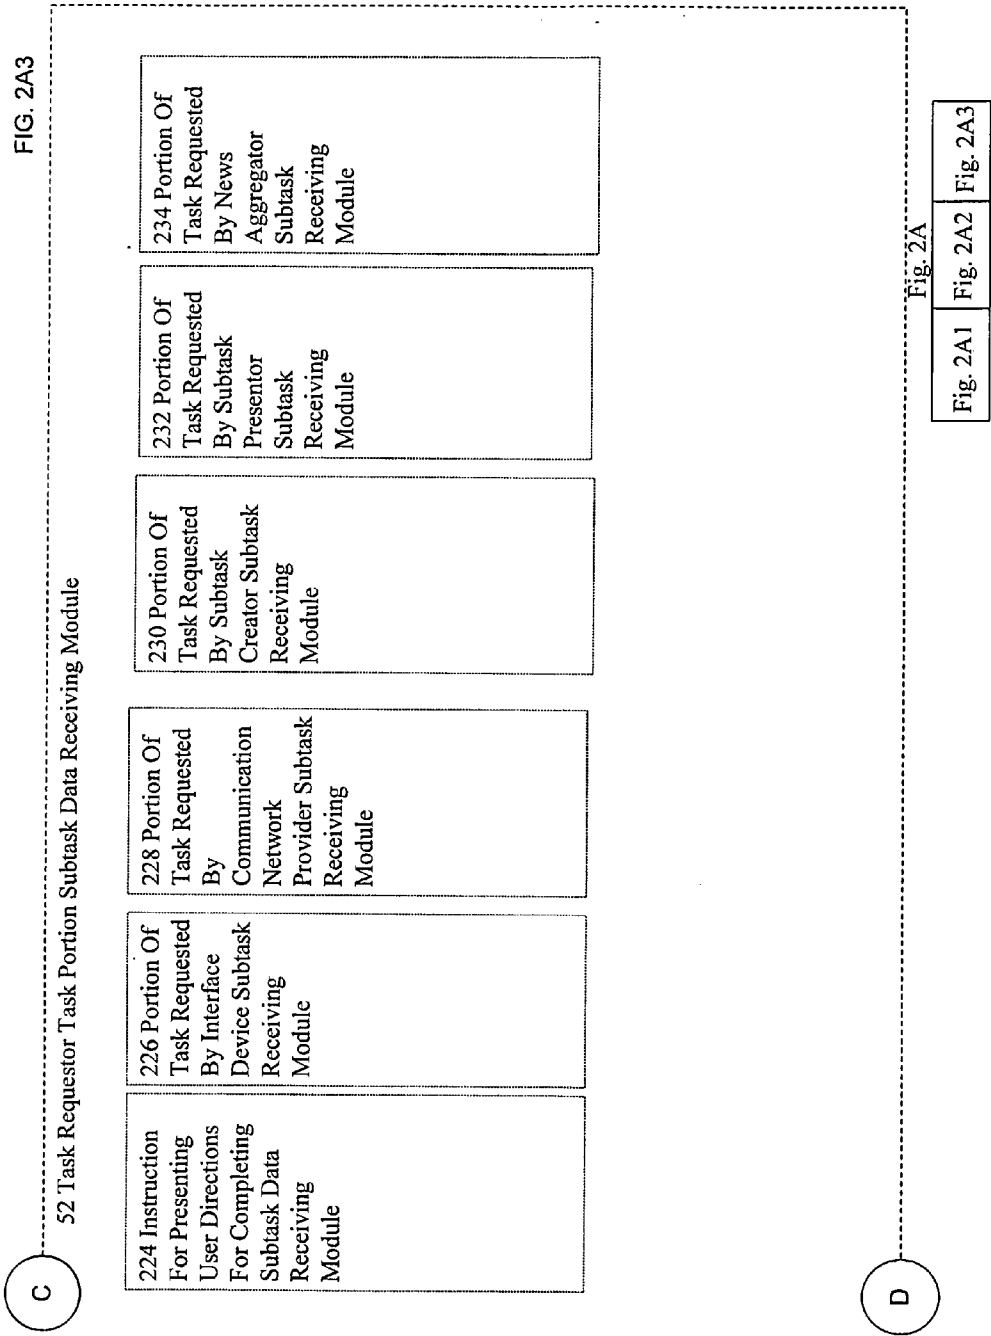 FIG. 2A3
C
52 Task Requestor Task Portion Subtask Data Receiving Module
224 Instruction
For Presenting
User Directions
For Completing
Subtask Data
Receiving
Module
226 Portion Of
Task Requested
By Interface
Device Subtask
Receiving
Module
228 Portion Of
Task Requested
By
Communication
Network
Provider Subtask
Receiving
Module
230 Portion Of
Task Requested
By Subtask
Creator Subtask
Receiving
Module
232 Portion Of
Task Requested
By Subtask
Presentor
Subtask
Receiving
Module
234 Portion Of
Task Requested
By News
Aggregator
Subtask
Receiving
Module
D
Fig. 2A
Fig. 2A1
Fig. 2A2
Fig. 2A3